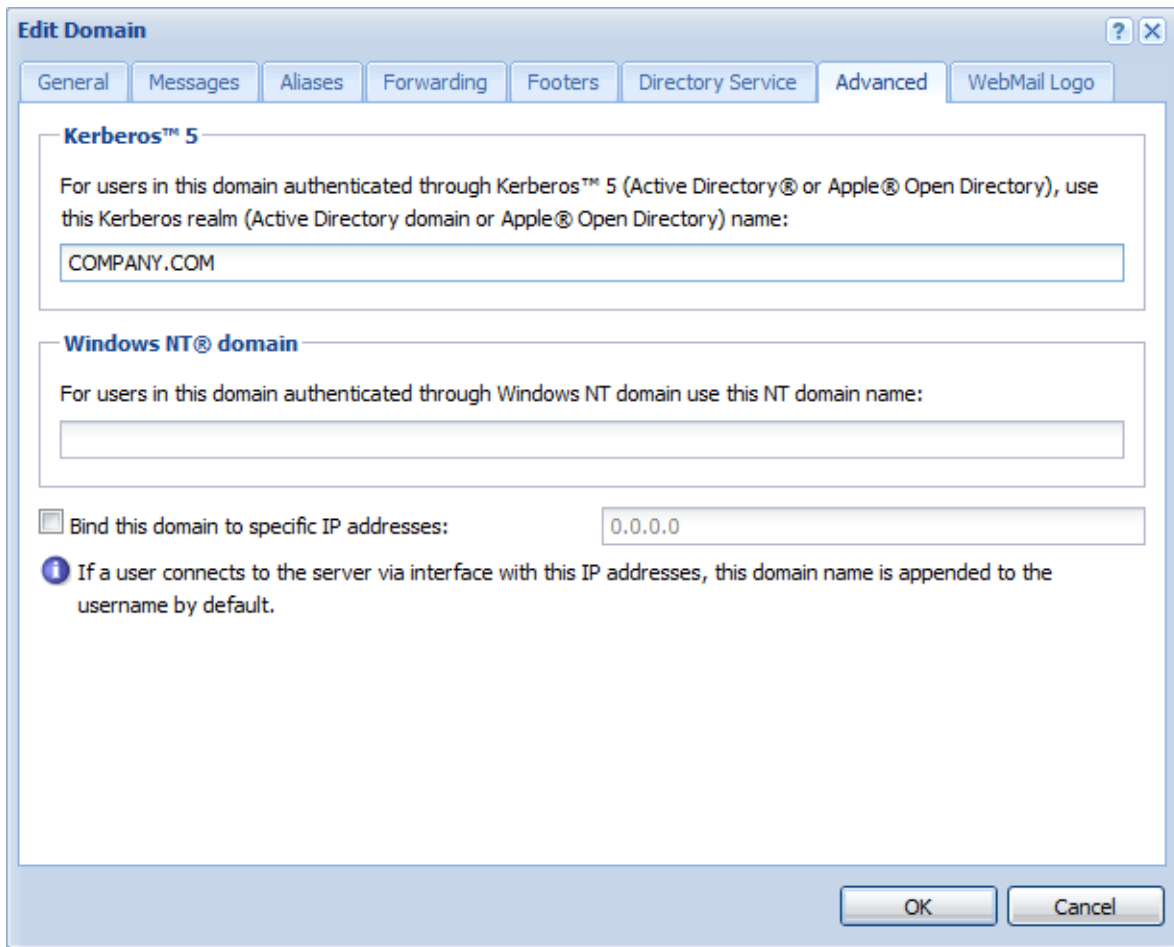 Edit Domain
?
General Messages Aliases Forwarding Footers Directory Service Advanced WebMail Logo
Kerberos™ 5
For users in this domain authenticated through Kerberos™ 5 (Active Directory® or Apple® Open Directory), use
this Kerberos realm (Active Directory domain or Apple® Open Directory) name:
COMPANY.COM
Windows NT® domain
For users in this domain authenticated through Windows NT domain use this NT domain name:
Bind this domain to specific IP addresses: 0.0.0.0
If a user connects to the server via interface with this IP addresses, this domain name is appended to the
username by default.
OK Cancel